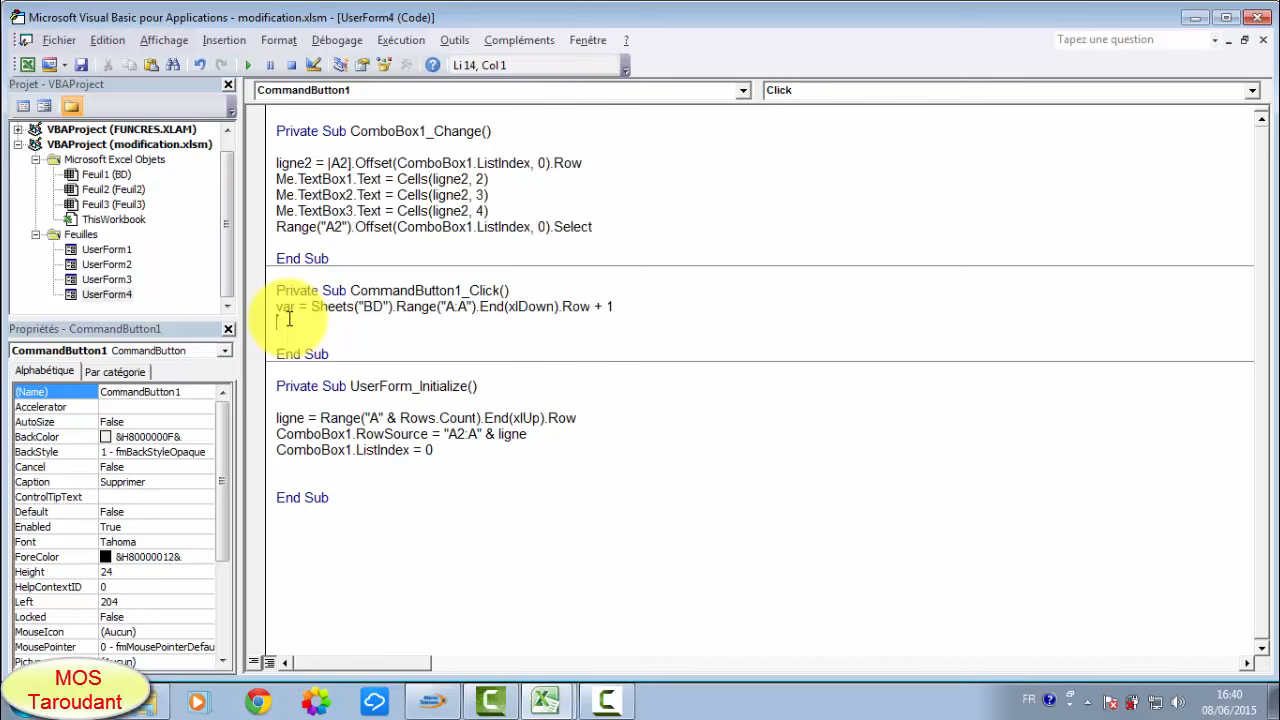 Microsoft Visual Basic pour Applications - modification.xlsm - [UserForm4 (Code)]
Fichier Edition Affichage Insertion Format Débogage Exécution Outils Compléments Fenêtre ?
Tapez une question
Li 14, Col 1
Projet - VBAProject
CommandButton1
Click
VBAProject (FUNCRES.XLAM)
VBAProject (modification.xlsm)
Microsoft Excel Objets
Feuil1 (BD)
Feuil2 (Feuil2)
Feuil3 (Feuil3)
ThisWorkbook
Feuilles
UserForm1
UserForm2
UserForm3
UserForm4
Propriétés - CommandButton1
CommandButton1 CommandButton
Alphabétique Par catégorie
(Name) CommandButton1
Accelerator
AutoSize False
BackColor &H8000000F&
BackStyle 1 - fmBackStyleOpaque
Cancel False
Caption Supprimer
ControlTipText
Default False
Enabled True
Font Tahoma
ForeColor &H80000012&
Height 24
HelpContextID 0
Left 204
Locked False
MouseIcon (Aucun)
MousePointer 0 - fmMousePointerDefau
(Aucun)
Private Sub ComboBox1_Change()
ligne2 = [A2].Offset(ComboBox1.ListIndex, 0).Row
Me.TextBox1.Text = Cells(ligne2, 2)
Me.TextBox2.Text = Cells(ligne2, 3)
Me.TextBox3.Text = Cells(ligne2, 4)
Range("A2").Offset(ComboBox1.ListIndex, 0).Select
End Sub
Private Sub CommandButton1_Click()
var = Sheets("BD").Range("A:A").End(xlDown).Row + 1
End Sub
Private Sub UserForm_Initialize()
ligne = Range("A" & Rows.Count).End(xlUp).Row
ComboBox1.RowSource = "A2:A" & ligne
ComboBox1.ListIndex = 0
End Sub
MOS
Taroudant
FR
16:40
08/06/2015